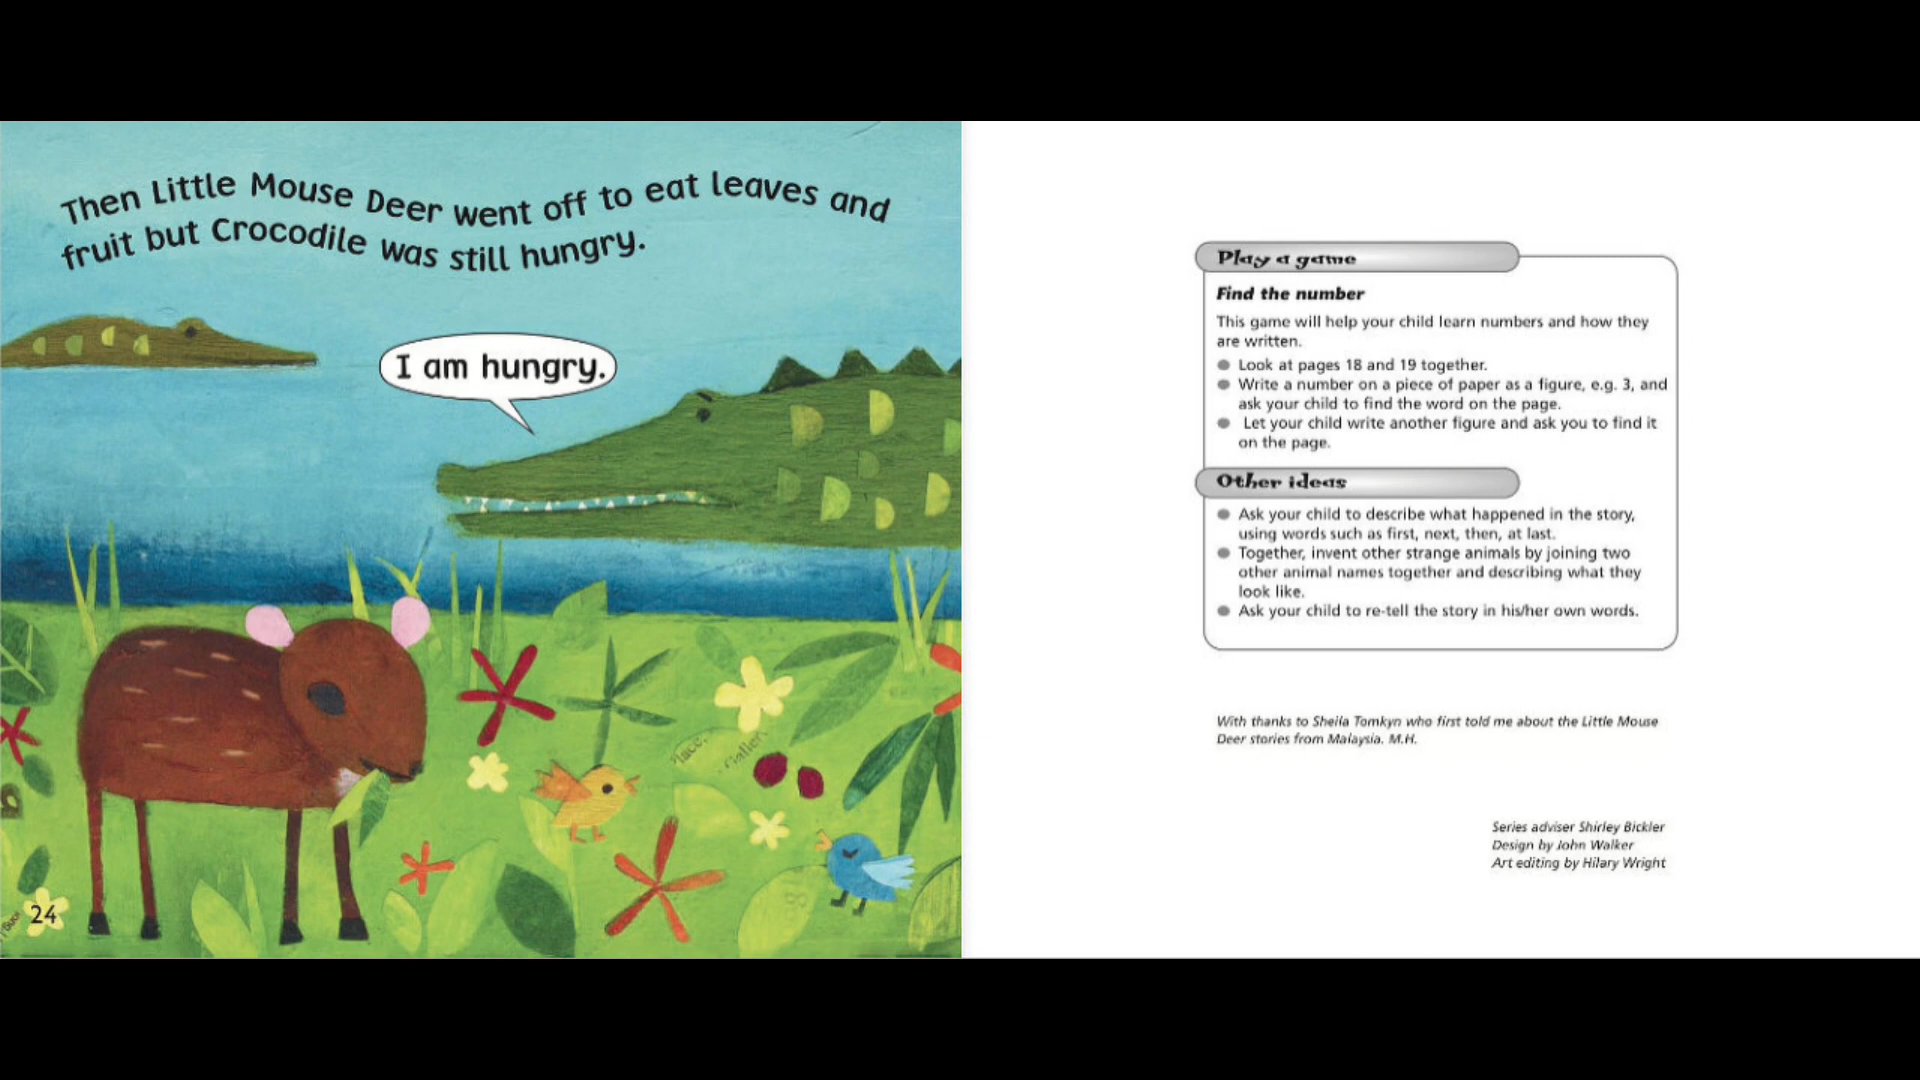 Then Little Mouse Deer went off to eat leaves and
fruit but Crocodile was still hungry.
I am hungry.
24
Play a game
Find the number
This game will help your child learn numbers and how they
are written.
Look at pages 18 and 19 together.
Write a number on a piece of paper as a figure, e.g. 3, and
ask your child to find the word on the page.
Let your child write another figure and ask you to find it
on the page.
Other ideas
Ask your child to describe what happened in the story,
using words such as first, next, then, at last.
Together, invent other strange animals by joining two
other animal names together and describing what they
look like.
Ask your child to re-tell the story in his/her own words.
With thanks to Sheila Tomkyn who first told me about the Little Mouse
Deer stories from Malaysia. M.H.
Series adviser Shirley Bickler
Design by John Walker
Art editing by Hilary Wright